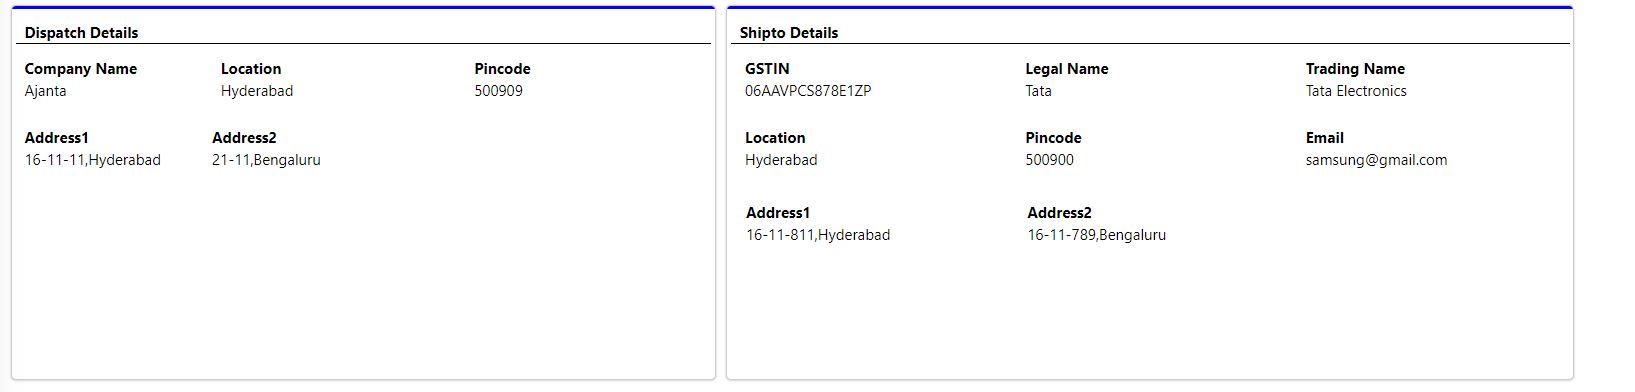 Dispatch Details
Company Name Location Pincode
Ajanta Hyderabad 500909
Address1 Address2
16-11-11,Hyderabad 21-11,Bengaluru
Shipto Details
GSTIN Legal Name Trading Name
06AAVPCS878E1ZP Tata Tata Electronics
Location Pincode Email
Hyderabad 500900 samsung@gmail.com
Address1 Address2
16-11-811,Hyderabad 16-11-789,Bengaluru